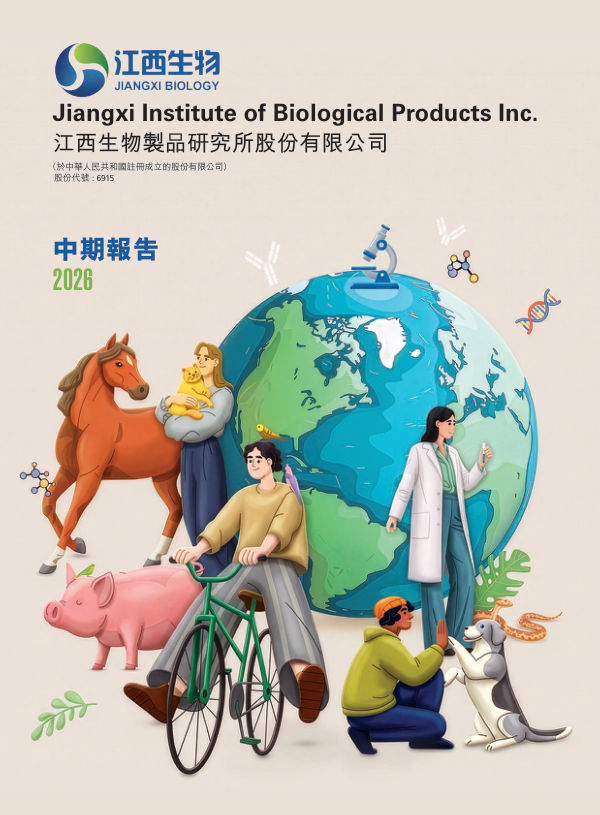 江西生物
JIANGXI BIOLOGY
Jiangxi Institute of Biological Products Inc.
江西生物製品研究所股份有限公司
(於中華人民共和國註冊成立的股份有限公司)
股份代號 : 6915
中期報告
2026